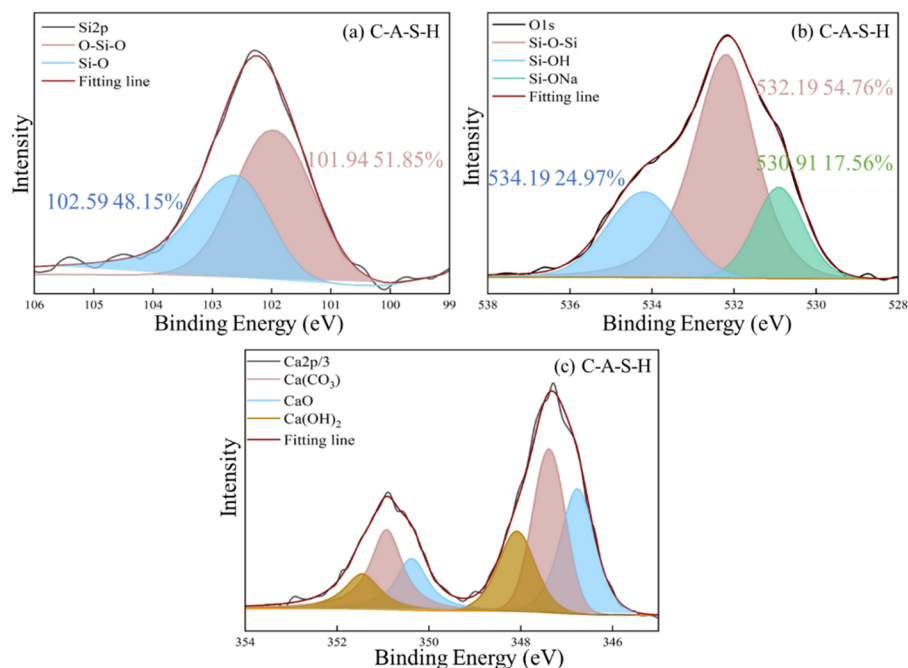 Si2p
O-Si-O
Si-O
Fitting line
(a) C-A-S-H
101.94 51.85%
102.59 48.15%
Intensity
106 105 104 103 102 101 100 99
Binding Energy (eV)
O1s
Si-O-Si
Si-OH
Si-ONa
Fitting line
(b) C-A-S-H
532.19 54.76%
530 91 17.56%
534.19 24.97%
Intensity
538 536 534 532 530 528
Binding Energy (eV)
Ca2p/3
Ca(CO₃)
CaO
Ca(OH)₂
Fitting line
(c) C-A-S-H
Intensity
354 352 350 348 346
Binding Energy (eV)